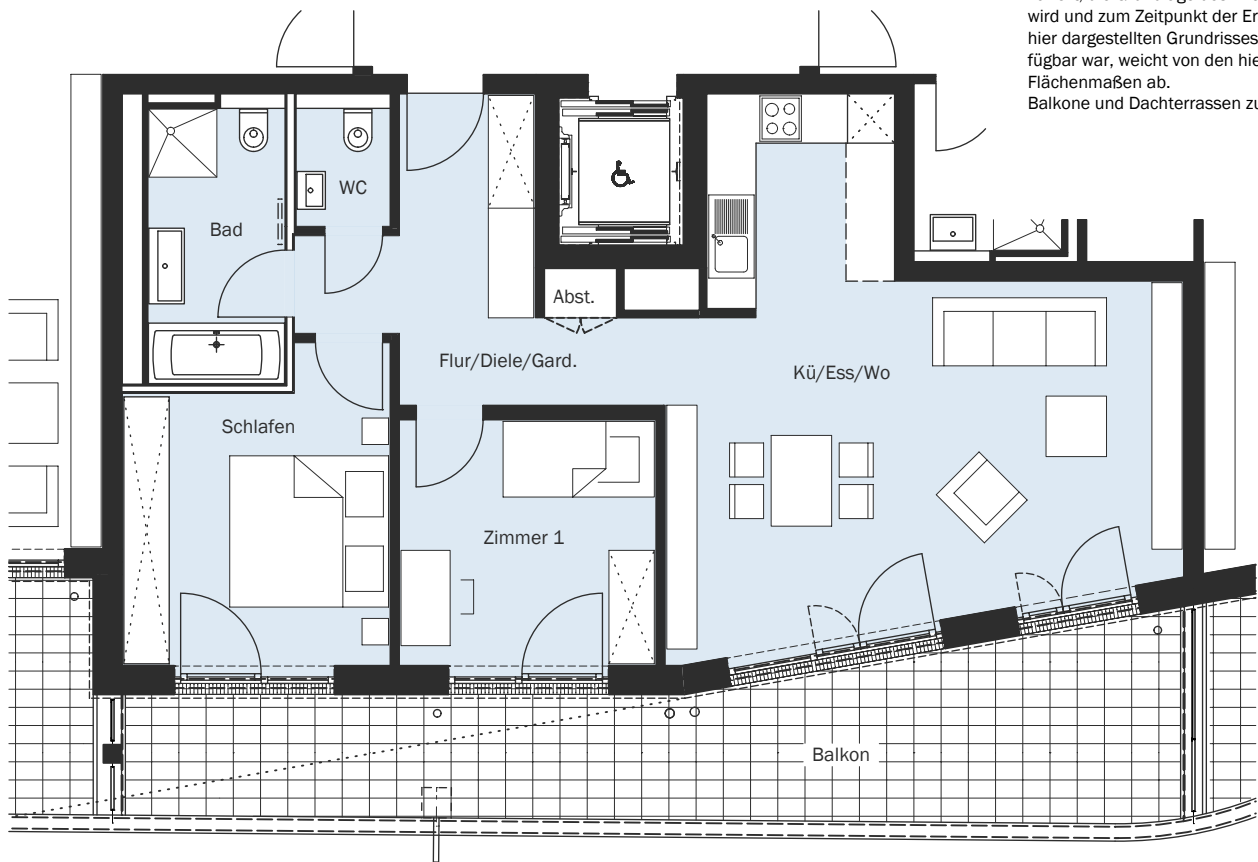 wird und zum Zeitpunkt der Er
hier dargestellten Grundrisses
fügbar war, weicht von den hie
Flächenmaßen ab.
Balkone und Dachterrassen zu
WC
Bad
Abst.
Flur/Diele/Gard.
Kü/Ess/Wo
Schlafen
Zimmer 1
Balkon